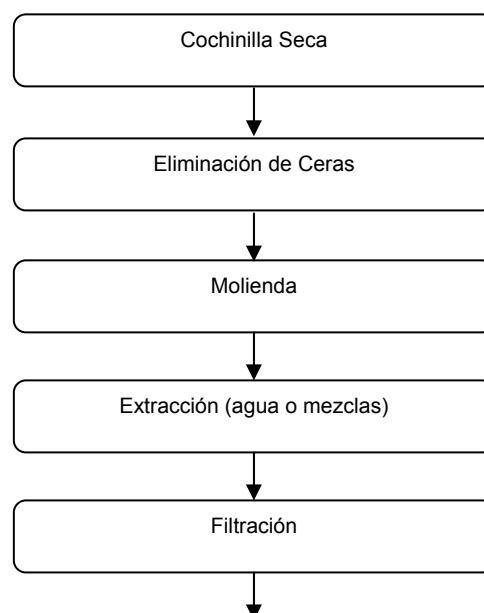 Cochinilla Seca
Eliminación de Ceras
Molienda
Extracción (agua o mezclas)
Filtración